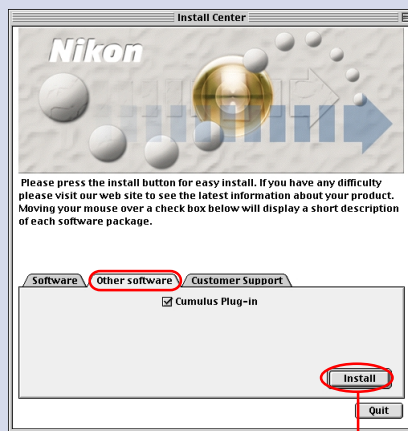 Install Center
Nikon
Please press the install button for easy install. If you have any difficulty
please visit our web site to see the latest information about your product.
Moving your mouse over a check box below will display a short description
of each software package.
Software Other software Customer Support
Cumulus Plug-in
Install
Quit